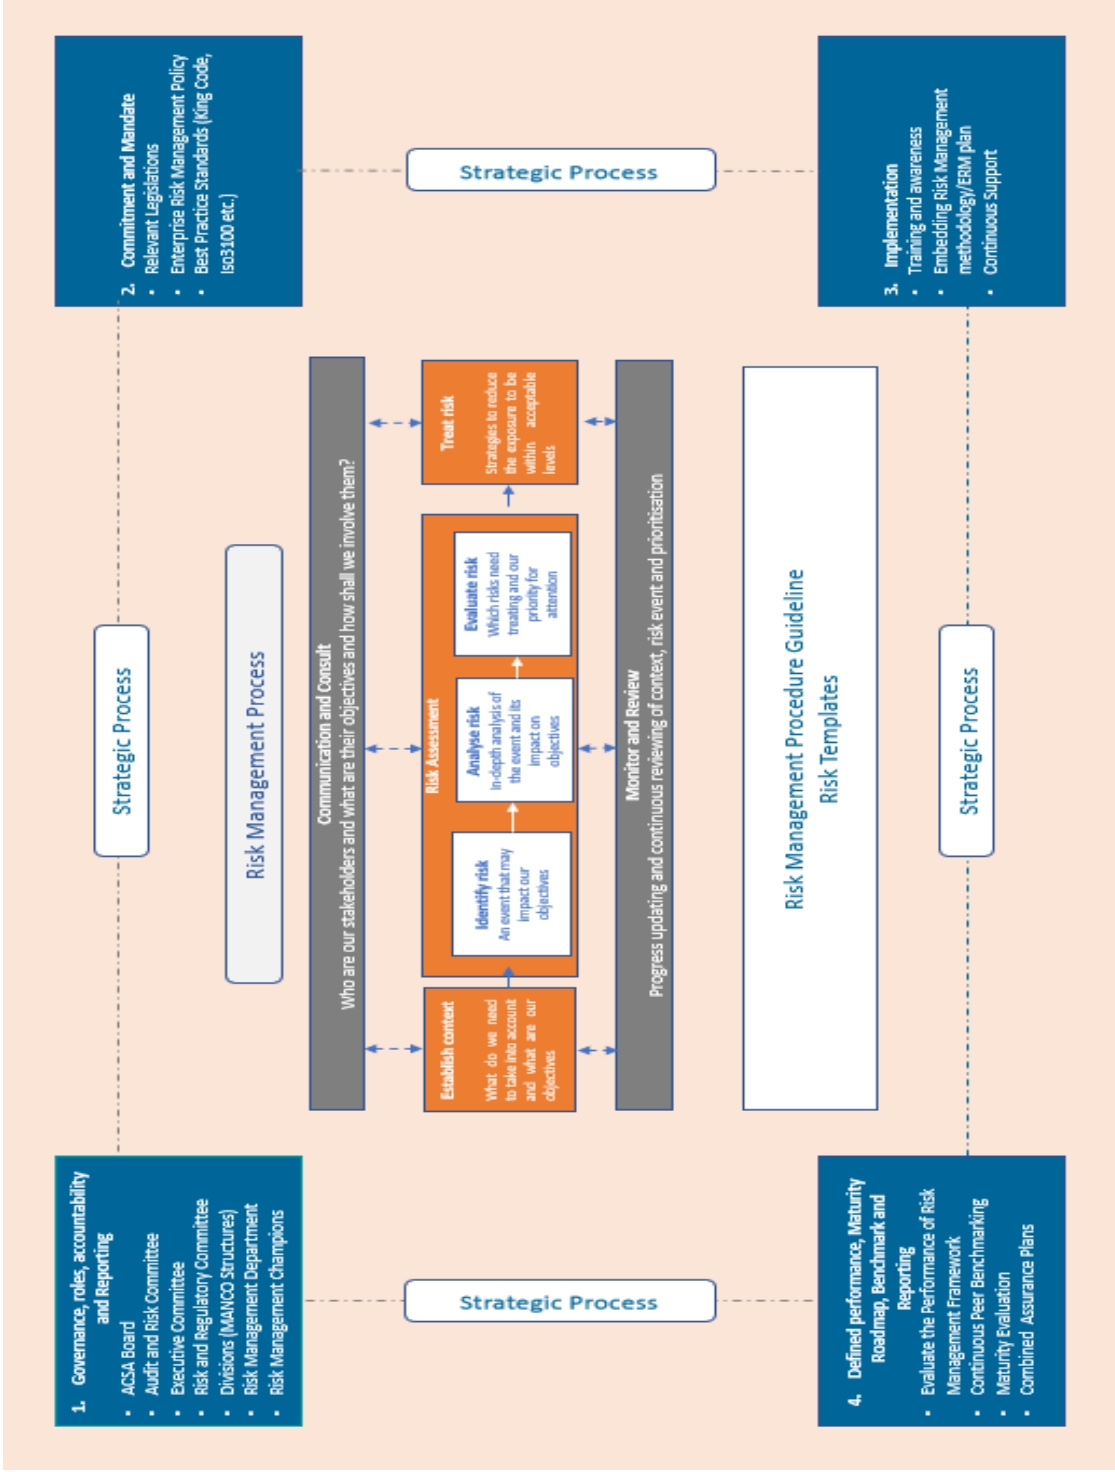 1. Governance, roles, accountability
and Reporting
▪ ACSA Board
▪ Audit and Risk Committee
▪ Executive Committee
▪ Risk and Regulatory Committee
▪ Divisions (MANCO Structures)
▪ Risk Management Department
▪ Risk Management Champions
Strategic Process
2. Commitment and Mandate
▪ Relevant Legislations
▪ Enterprise Risk Management Policy
▪ Best Practice Standards (King Code,
Iso3100 etc.)
Risk Management Process
Communication and Consult
Who are our stakeholders and what are their objectives and how shall we involve them?
Establish context
What do we need
to take into account
and what are our
objectives
Risk Assessment
Identify risk
An event that may
impact our
objectives
Analyse risk
In-depth analysis of
the event and its
impact on
objectives
Evaluate risk
Which risks need
treating and our
priority for
attention
Treat risk
Strategies to reduce
the exposure to be
within acceptable
levels
Monitor and Review
Progress updating and continuous reviewing of context, risk event and prioritisation
Strategic Process
Strategic Process
Risk Management Procedure Guideline
Risk Templates
4. Defined performance, Maturity
Roadmap, Benchmark and
Reporting
▪ Evaluate the Performance of Risk
Management Framework
▪ Continuous Peer Benchmarking
▪ Maturity Evaluation
▪ Combined Assurance Plans
Strategic Process
3. Implementation
▪ Training and awareness
▪ Embedding Risk Management
methodology/ERM plan
▪ Continuous Support